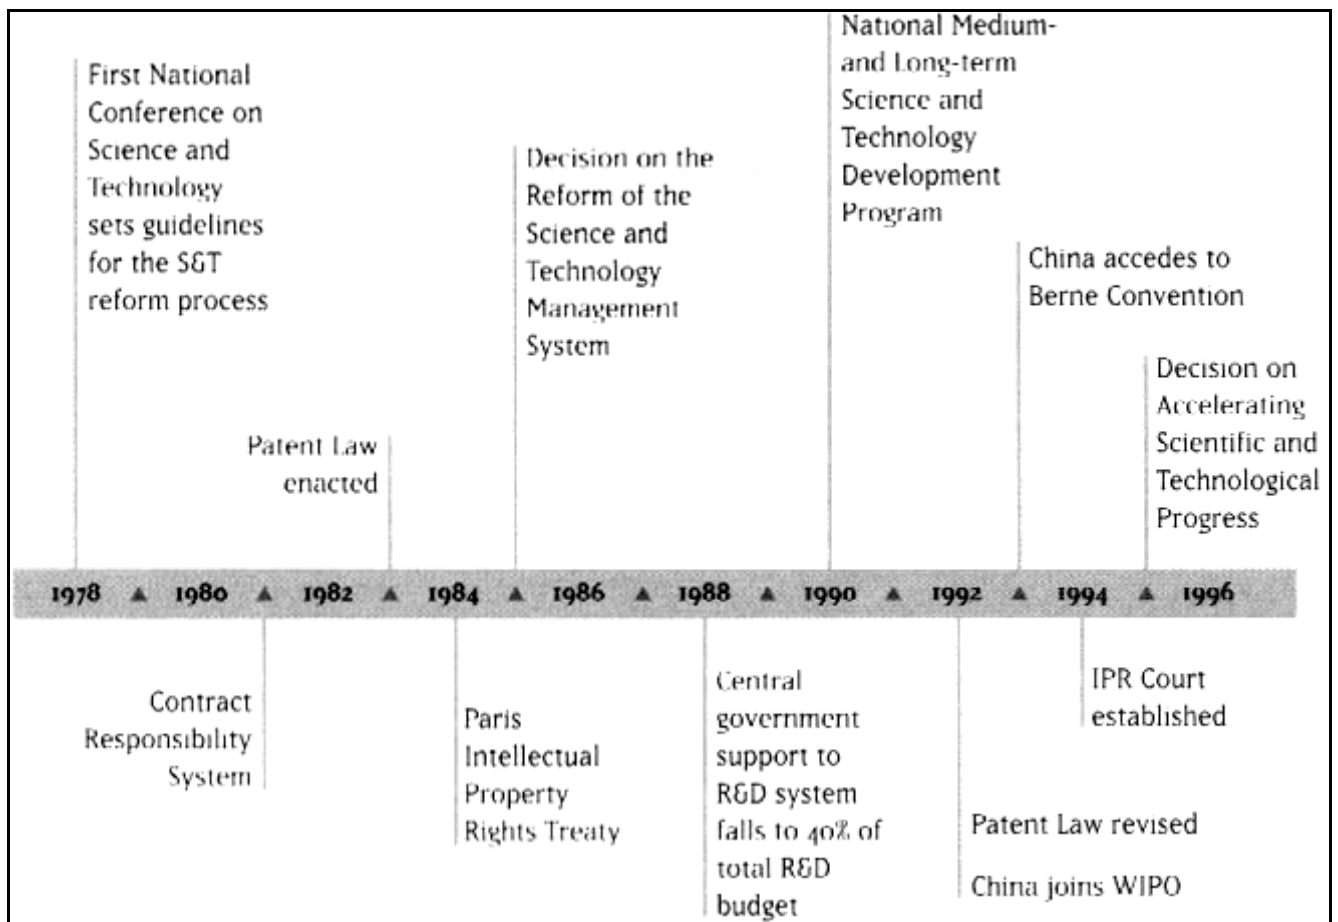 National Medium-
and Long-term
Science and
Technology
Development
Program
First National
Conference on
Science and
Technology
sets guidelines
for the S&T
reform process
Decision on the
Reform of the
Science and
Technology
Management
System
China accedes to
Berne Convention
Decision on
Accelerating
Scientific and
Technological
Progress
Patent Law
enacted
1978 ▲ 1980 ▲ 1982 ▲ 1984 ▲ 1986 ▲ 1988 ▲ 1990 ▲ 1992 ▲ 1994 ▲ 1996
Contract
Responsibility
System
Paris
Intellectual
Property
Rights Treaty
Central
government
support to
R&D system
falls to 40% of
total R&D
budget
IPR Court
established
Patent Law revised
China joins WIPO